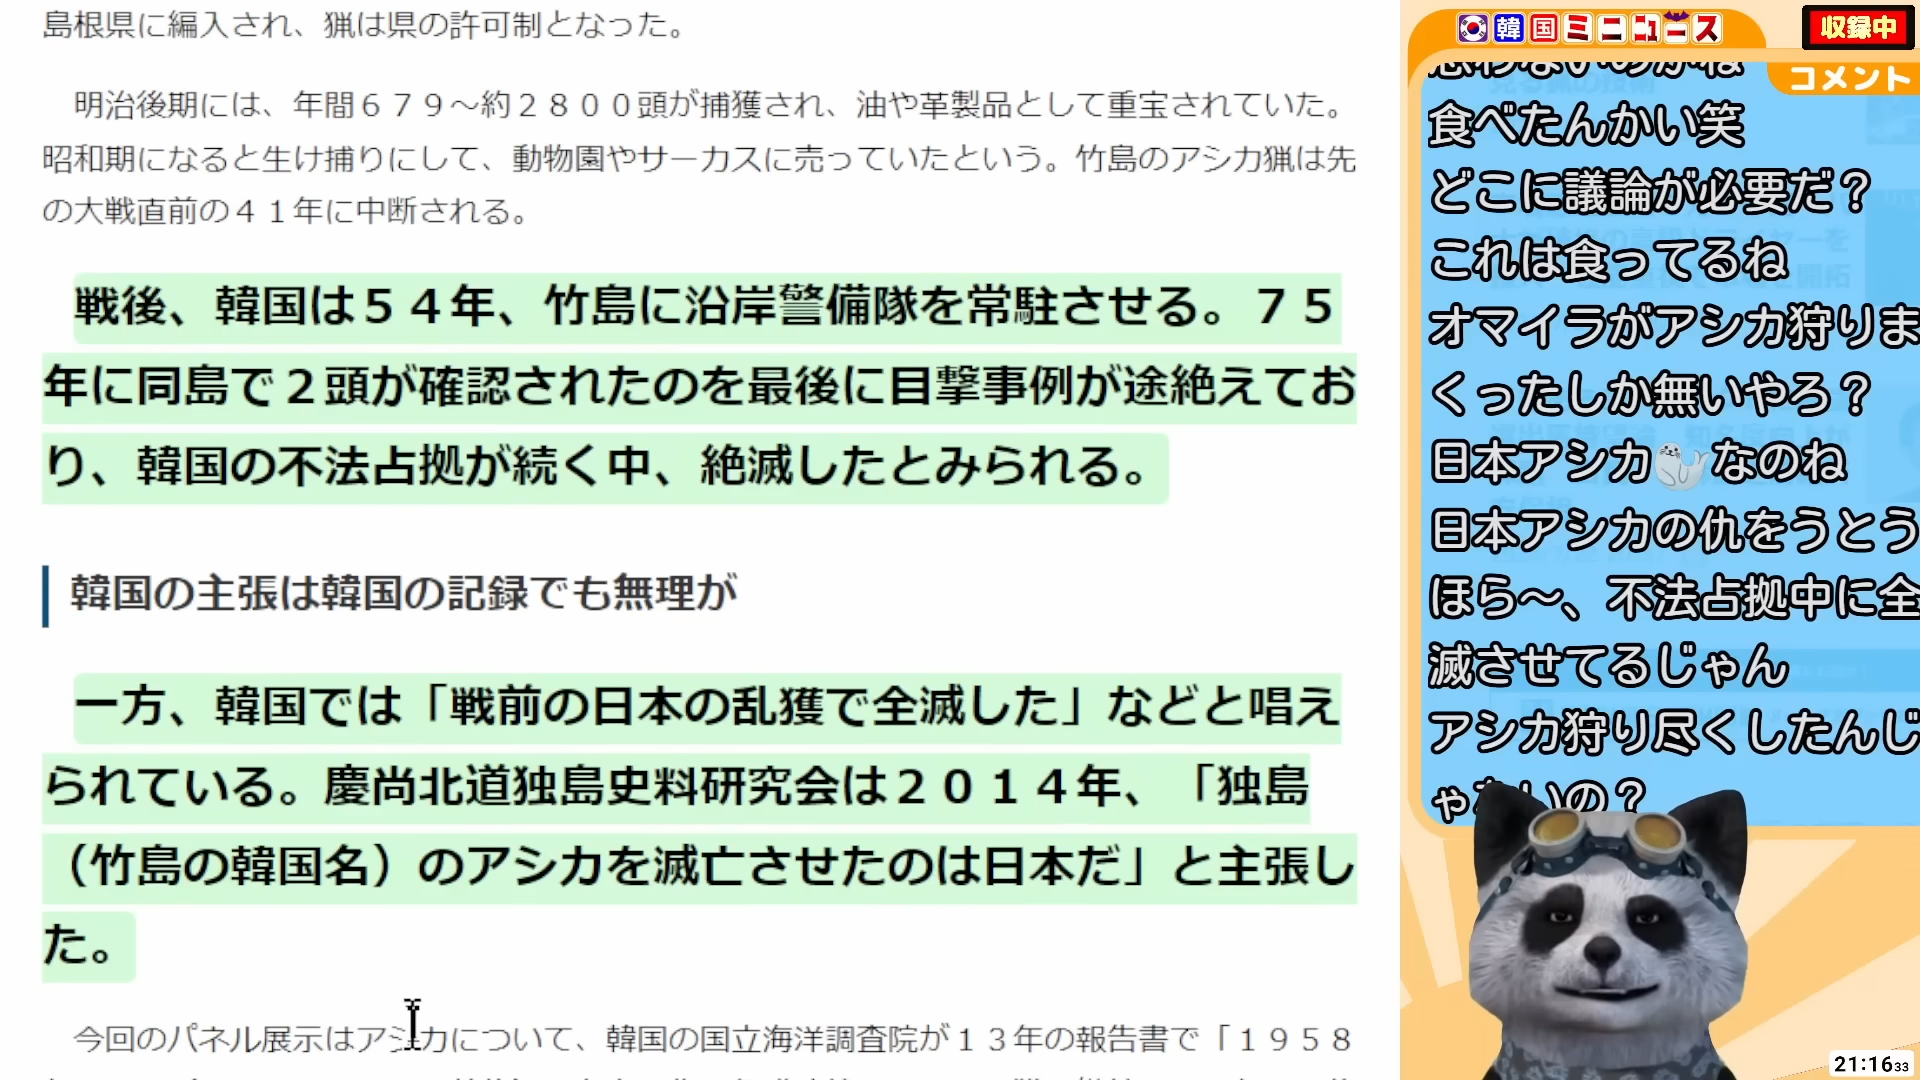 島根県に編入され、猟は県の許可制となった。
明治後期には、年間６７９～約２８００頭が捕獲され、油や革製品として重宝されていた。
昭和期になると生け捕りにして、動物園やサーカスに売っていたという。竹島のアシカ猟は先
の大戦直前の４１年に中断される。
戦後、韓国は５４年、竹島に沿岸警備隊を常駐させる。７５
年に同島で２頭が確認されたのを最後に目撃事例が途絶えてお
り、韓国の不法占拠が続く中、絶滅したとみられる。
韓国の主張は韓国の記録でも無理が
一方、韓国では「戦前の日本の乱獲で全滅した」などと唱え
られている。慶尚北道独島史料研究会は２０１４年、「独島
（竹島の韓国名）のアシカを滅亡させたのは日本だ」と主張し
た。
今回のパネル展示はアシカについて、韓国の国立海洋調査院が１３年の報告書で「１９５８
韓国ミニニュース
収録中
コメント
思わないのかね
食べたんかい笑
どこに議論が必要だ？
これは食ってるね
オマイラがアシカ狩りま
くったしか無いやろ？
日本アシカ🦭なのね
日本アシカの仇をうとう
ほら～、不法占拠中に全
滅させてるじゃん
アシカ狩り尽くしたんじ
ゃないの？
21:16 33